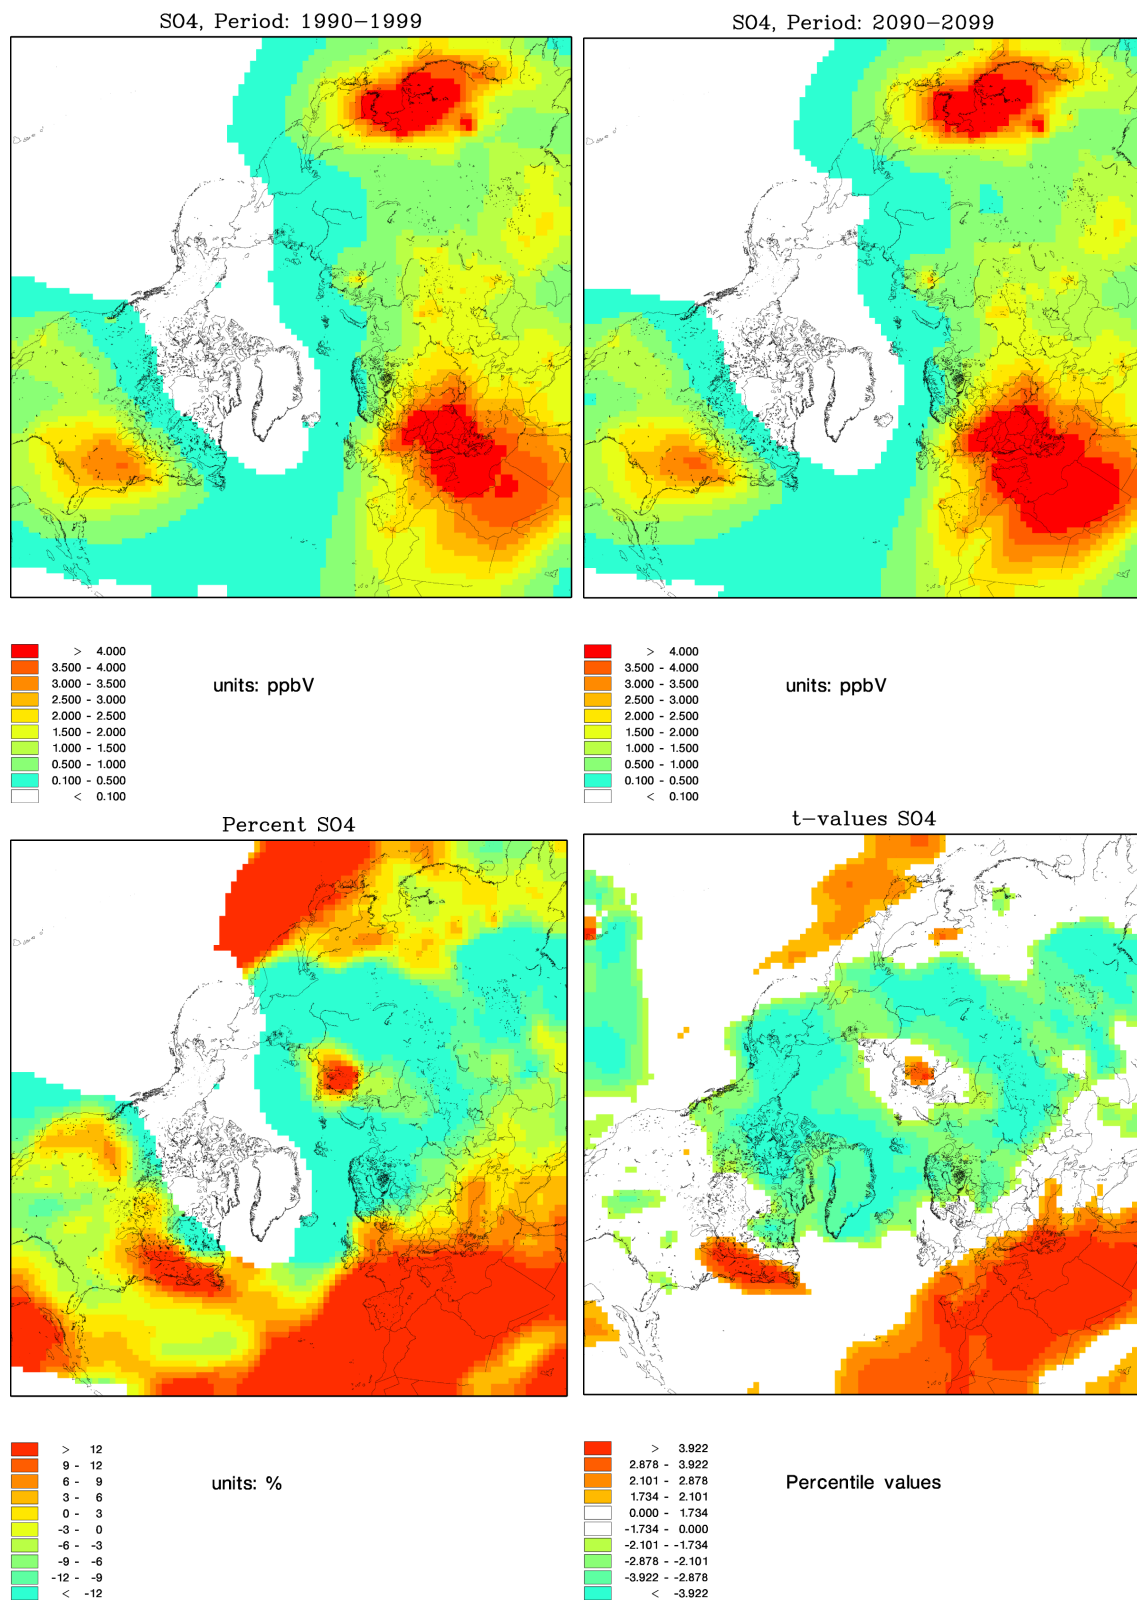 SO4, Period: 1990-1999
SO4, Period: 2090-2099
> 4.000
3.500 - 4.000
3.000 - 3.500
2.500 - 3.000
2.000 - 2.500
1.500 - 2.000
1.000 - 1.500
0.500 - 1.000
0.100 - 0.500
< 0.100
units: ppbV
> 4.000
3.500 - 4.000
3.000 - 3.500
2.500 - 3.000
2.000 - 2.500
1.500 - 2.000
1.000 - 1.500
0.500 - 1.000
0.100 - 0.500
< 0.100
units: ppbV
Percent SO4
t-values SO4
> 12
9 - 12
6 - 9
3 - 6
0 - 3
-3 - 0
-6 - -3
-9 - -6
-12 - -9
< -12
units: %
> 3.922
2.878 - 3.922
2.101 - 2.878
1.734 - 2.101
0.000 - 1.734
-1.734 - 0.000
-2.101 - -1.734
-2.878 - -2.101
-3.922 - -2.878
< -3.922
Percentile values